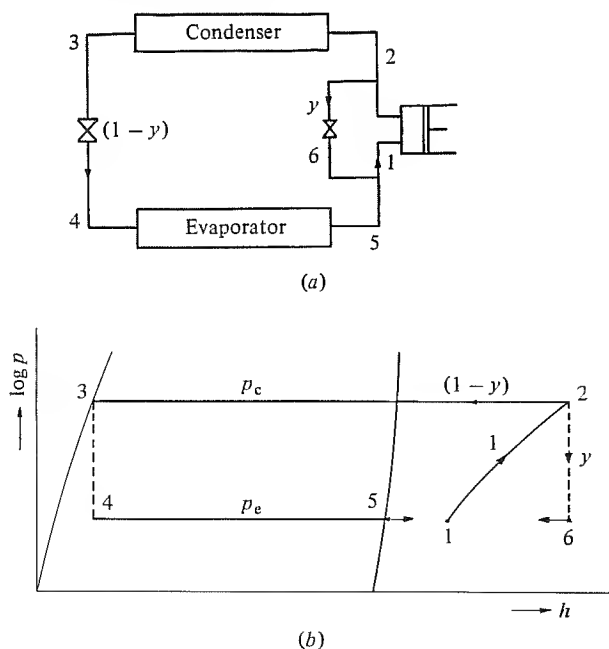 3
Condenser
2
y
(1 − y)
6
1
4
Evaporator
5
(a)
log p
3
p_c
(1 − y)
2
1
y
4
p_e
5
1
6
h
(b)